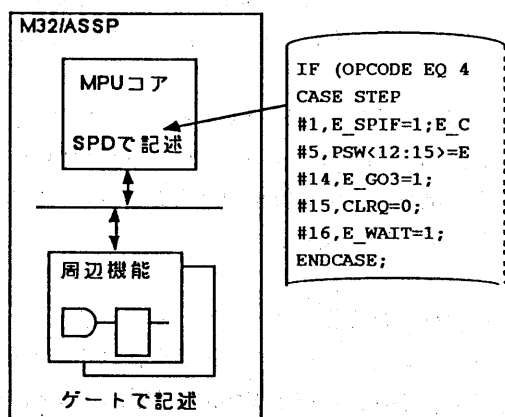 M32/ASSP
MPUコア
SPDで記述
周辺機能
ゲートで記述
IF (OPCODE EQ 4
CASE STEP
#1,E_SPIF=1;E_C
#5,PSW<12:15>=E
#14,E_GO3=1;
#15,CLRQ=0;
#16,E_WAIT=1;
ENDCASE;